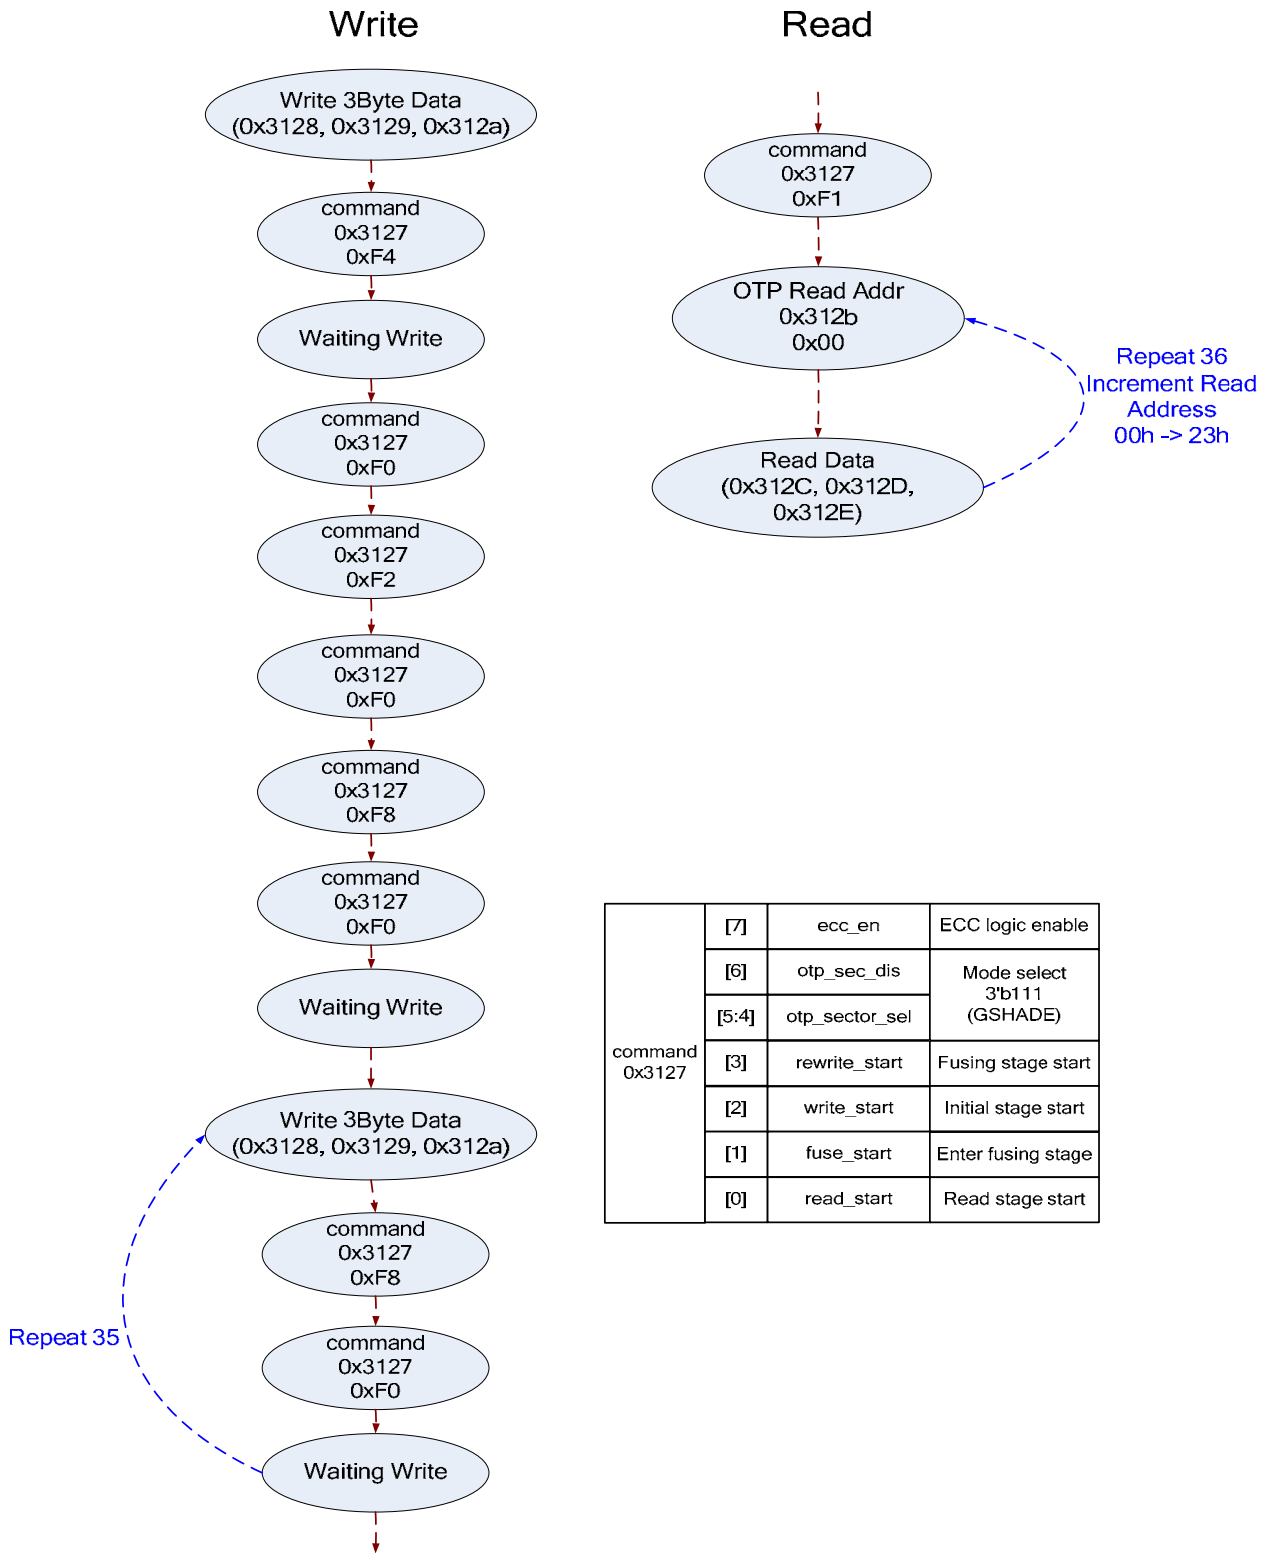 Write
Write 3Byte Data
(0x3128, 0x3129, 0x312a)
command
0x3127
0xF4
Waiting Write
command
0x3127
0xF0
command
0x3127
0xF2
command
0x3127
0xF0
command
0x3127
0xF8
command
0x3127
0xF0
Waiting Write
Write 3Byte Data
(0x3128, 0x3129, 0x312a)
command
0x3127
0xF8
command
0x3127
0xF0
Waiting Write
Repeat 35
Read
command
0x3127
0xF1
OTP Read Addr
0x312b
0x00
Read Data
(0x312C, 0x312D,
0x312E)
Repeat 36
Increment Read
Address
00h -> 23h
command
0x3127
[7] ecc_en ECC logic enable
[6] otp_sec_dis
[5:4] otp_sector_sel
Mode select
3'b111
(GSHADE)
[3] rewrite_start Fusing stage start
[2] write_start Initial stage start
[1] fuse_start Enter fusing stage
[0] read_start Read stage start